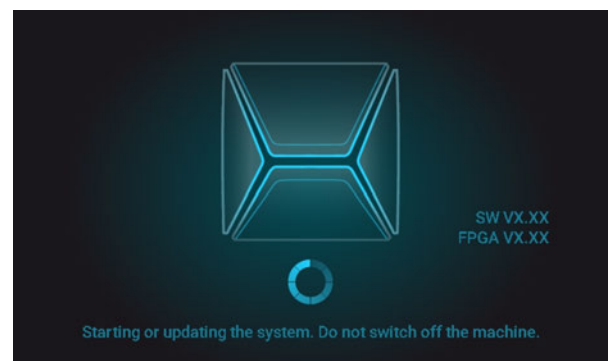 SW VX.XX
FPGA VX.XX
Starting or updating the system. Do not switch off the machine.